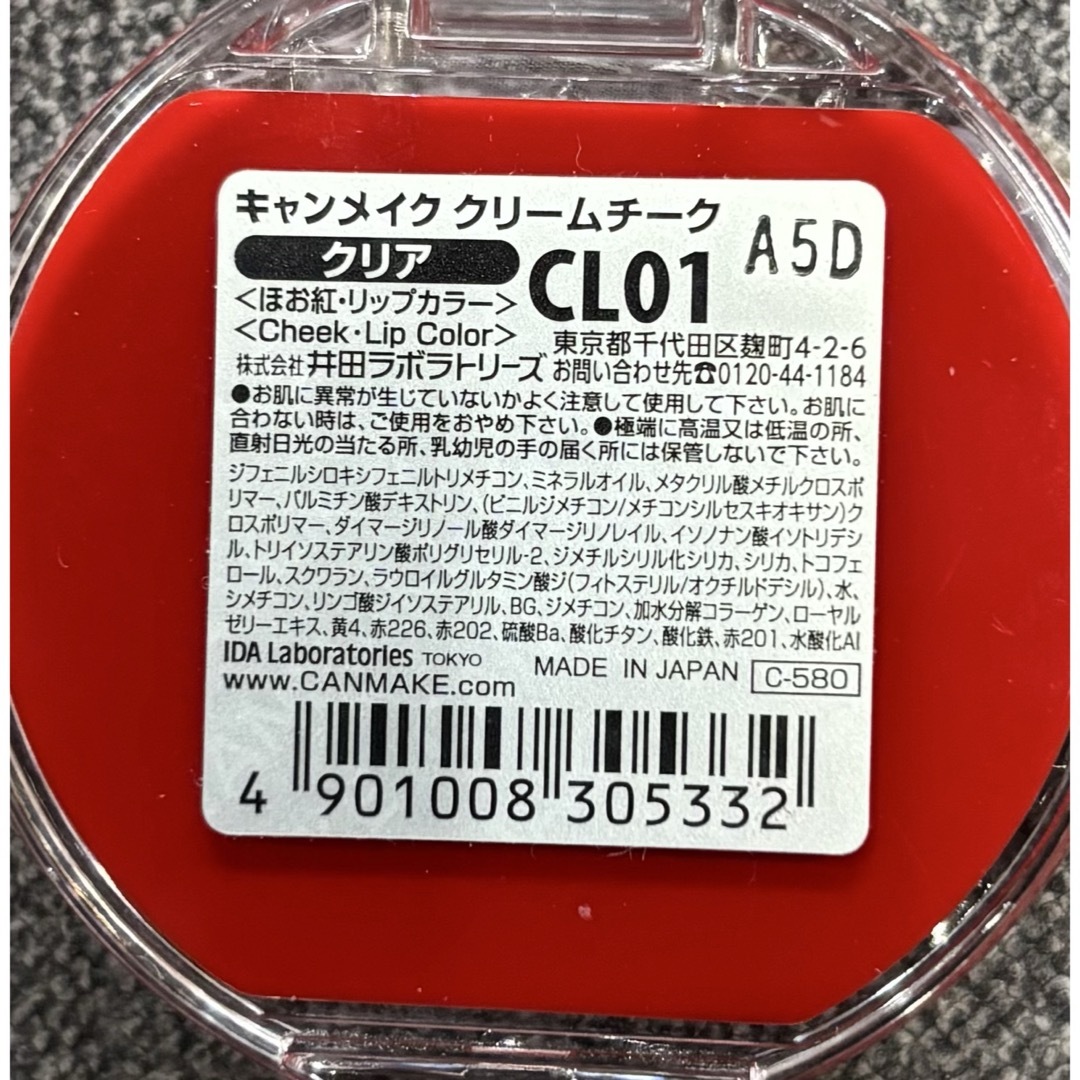 キャンメイク クリームチーク
クリア CL01 A5D
<ほお紅・リップカラー>
<Cheek・Lip Color> 東京都千代田区麹町4-2-6
株式会社 井田ラボラトリーズ お問い合わせ先☎0120-44-1184
●お肌に異常が生じていないかよく注意して使用して下さい。お肌に
合わない時は、ご使用をおやめ下さい。●極端に高温又は低温の所、
直射日光の当たる所、乳幼児の手の届く所には保管しないで下さい。
ジフェニルシロキシフェニルトリメチコン、ミネラルオイル、メタクリル酸メチルクロスポ
リマー、パルミチン酸デキストリン、(ビニルジメチコン/メチコンシルセスキオキサン)ク
ロスポリマー、ダイマージリノール酸ダイマージリノレイル、イソノナン酸イソトリデシ
ル、トリイソステアリン酸ポリグリセリル-2、ジメチルシリル化シリカ、シリカ、トコフェ
ロール、スクワラン、ラウロイルグルタミン酸ジ(フィトステリル/オクチルドデシル)、水、
シメチコン、リンゴ酸ジイソステアリル、BG、ジメチコン、加水分解コラーゲン、ローヤル
ゼリーエキス、黄4、赤226、赤202、硫酸Ba、酸化チタン、酸化鉄、赤201、水酸化Al
IDA Laboratories TOKYO MADE IN JAPAN C-580
www.CANMAKE.com
4 901008 305332